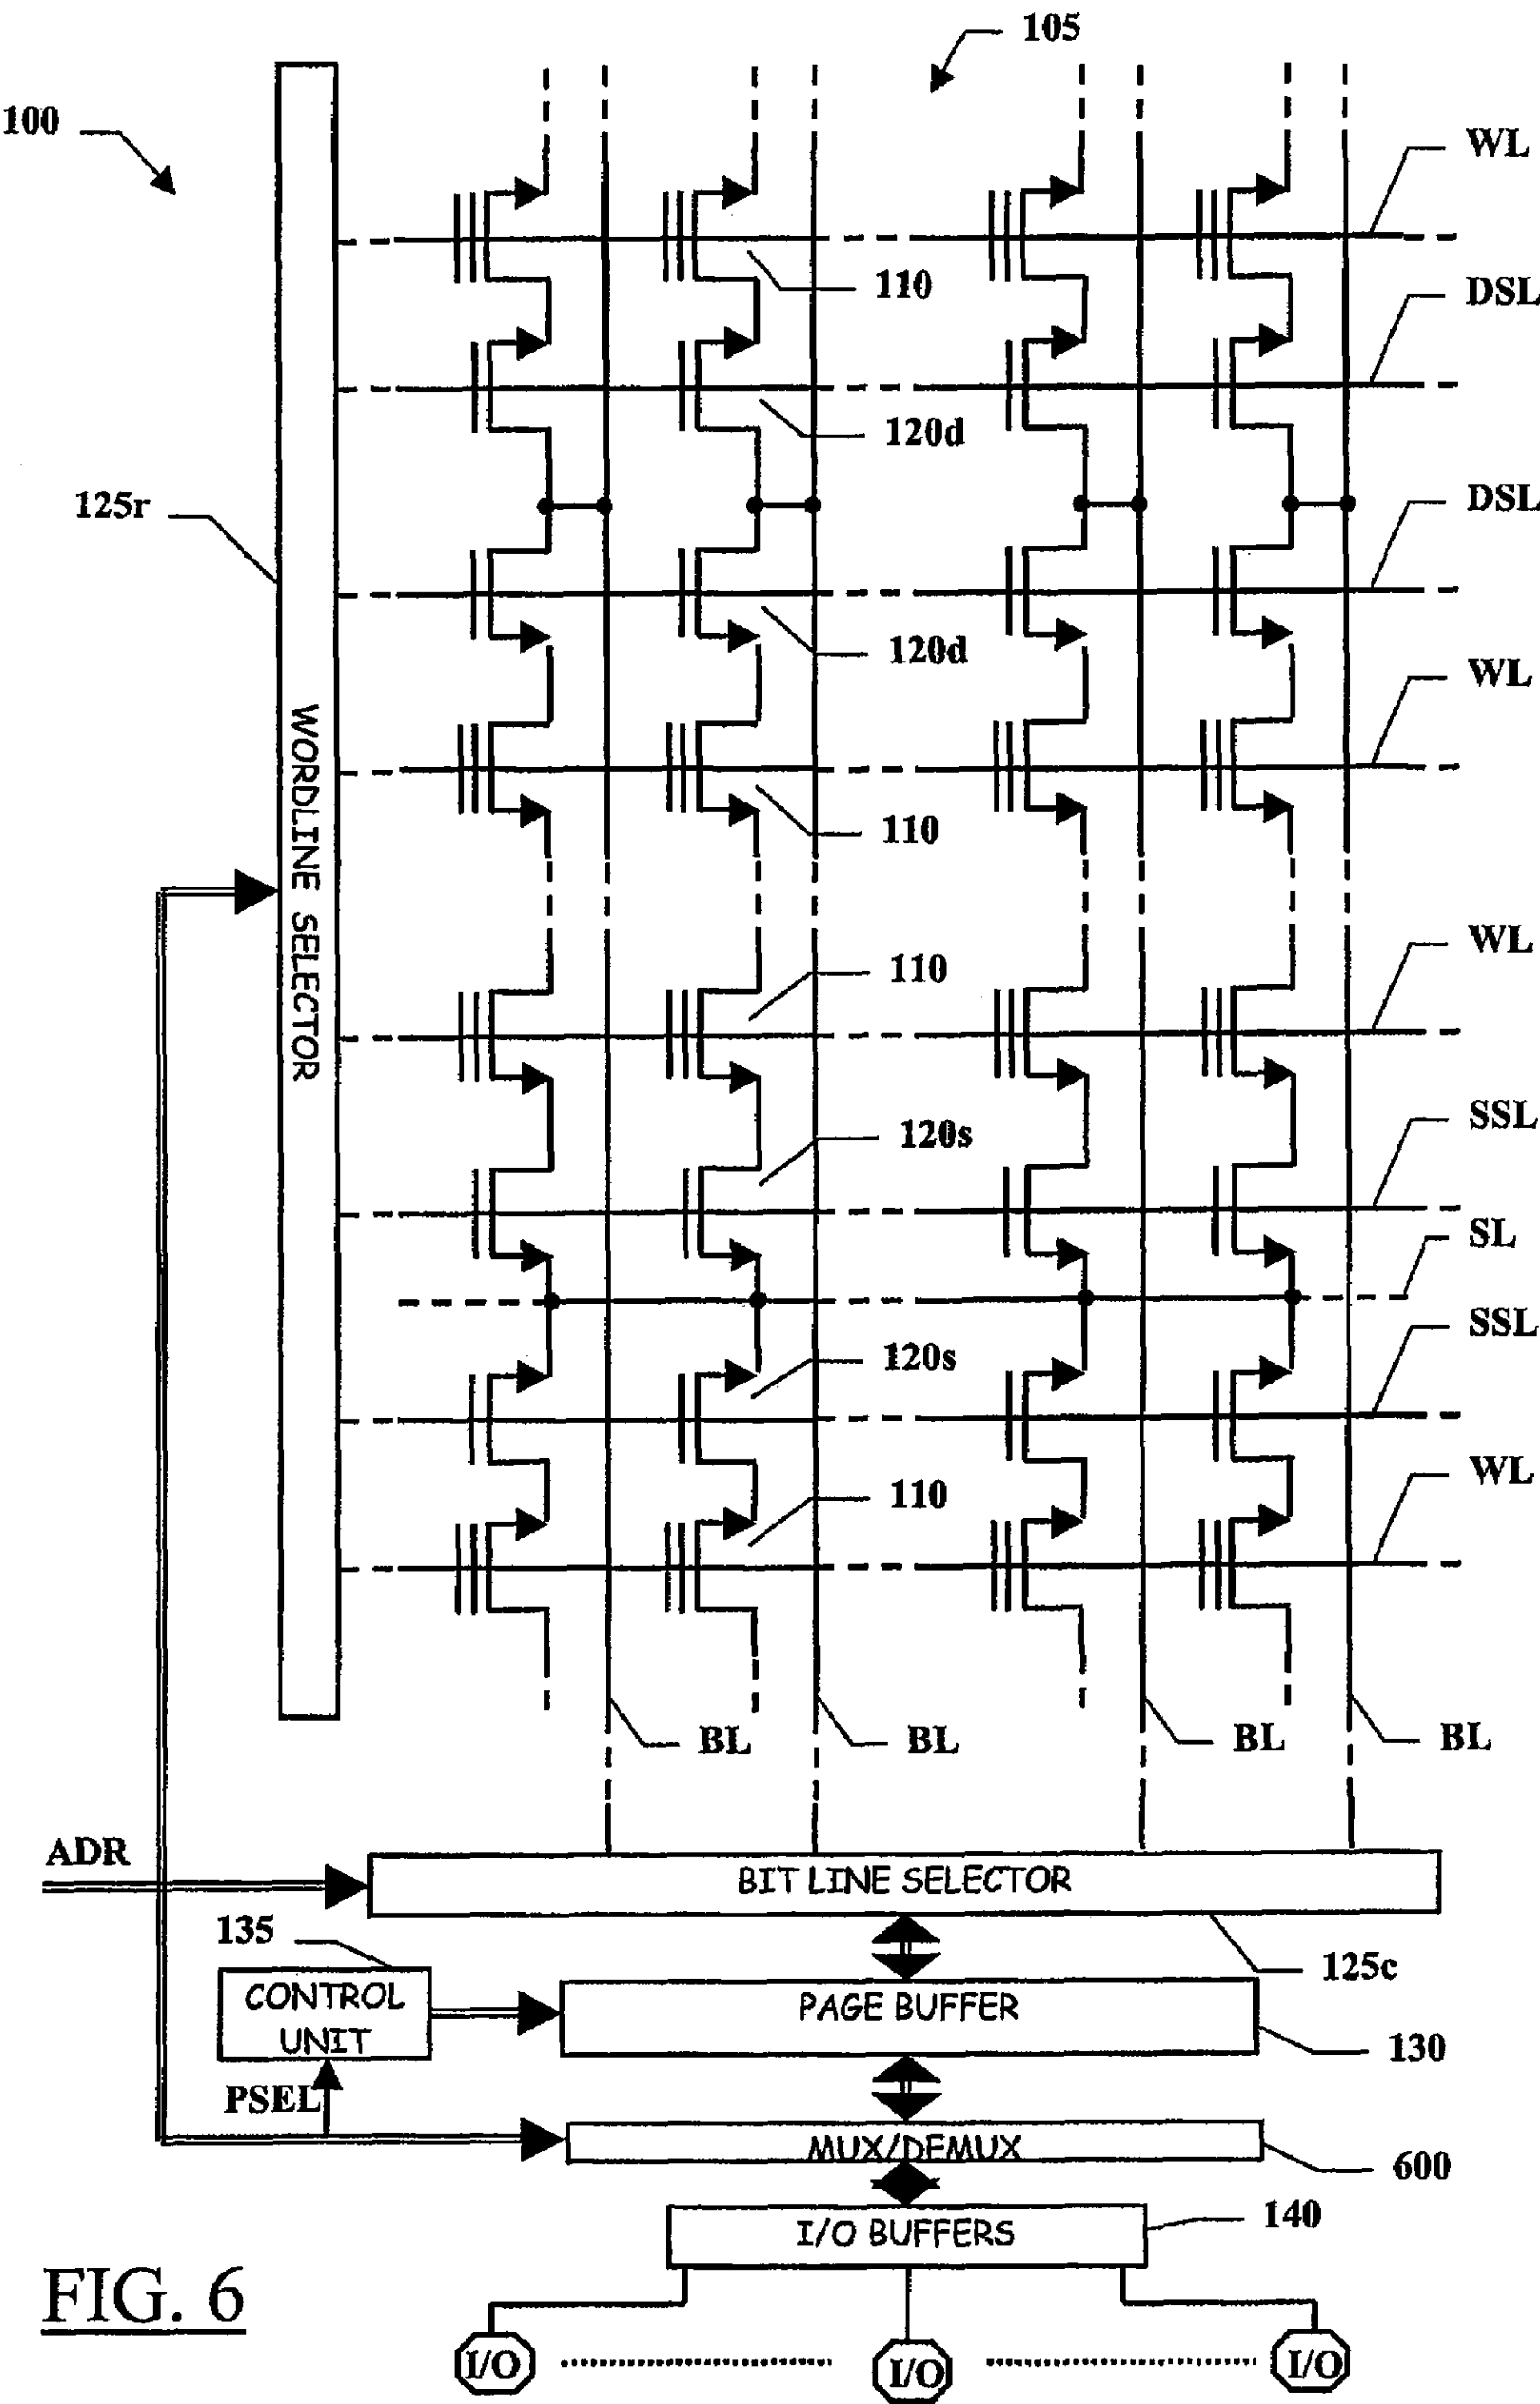 105
100
WL
110
DSL
120d
125r
DSL
120d
WL
110
WORDLINE SELECTOR
WL
110
SSL
120s
SL
SSL
120s
WL
110
BL
BL
BL
BL
ADR
BIT LINE SELECTOR
125c
135
CONTROL
UNIT
PAGE BUFFER
130
PSEL
MUX/DEMUX
600
I/O BUFFERS
140
FIG. 6
I/O
I/O
I/O